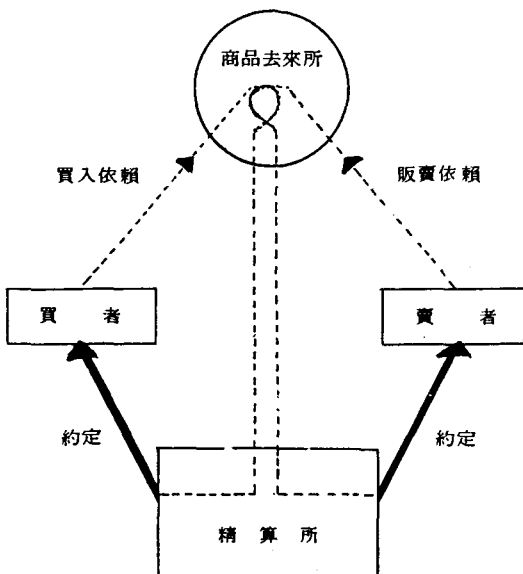 商品去來所
買入依賴
販賣依賴
買 者
賣 者
約定
約定
精 算 所